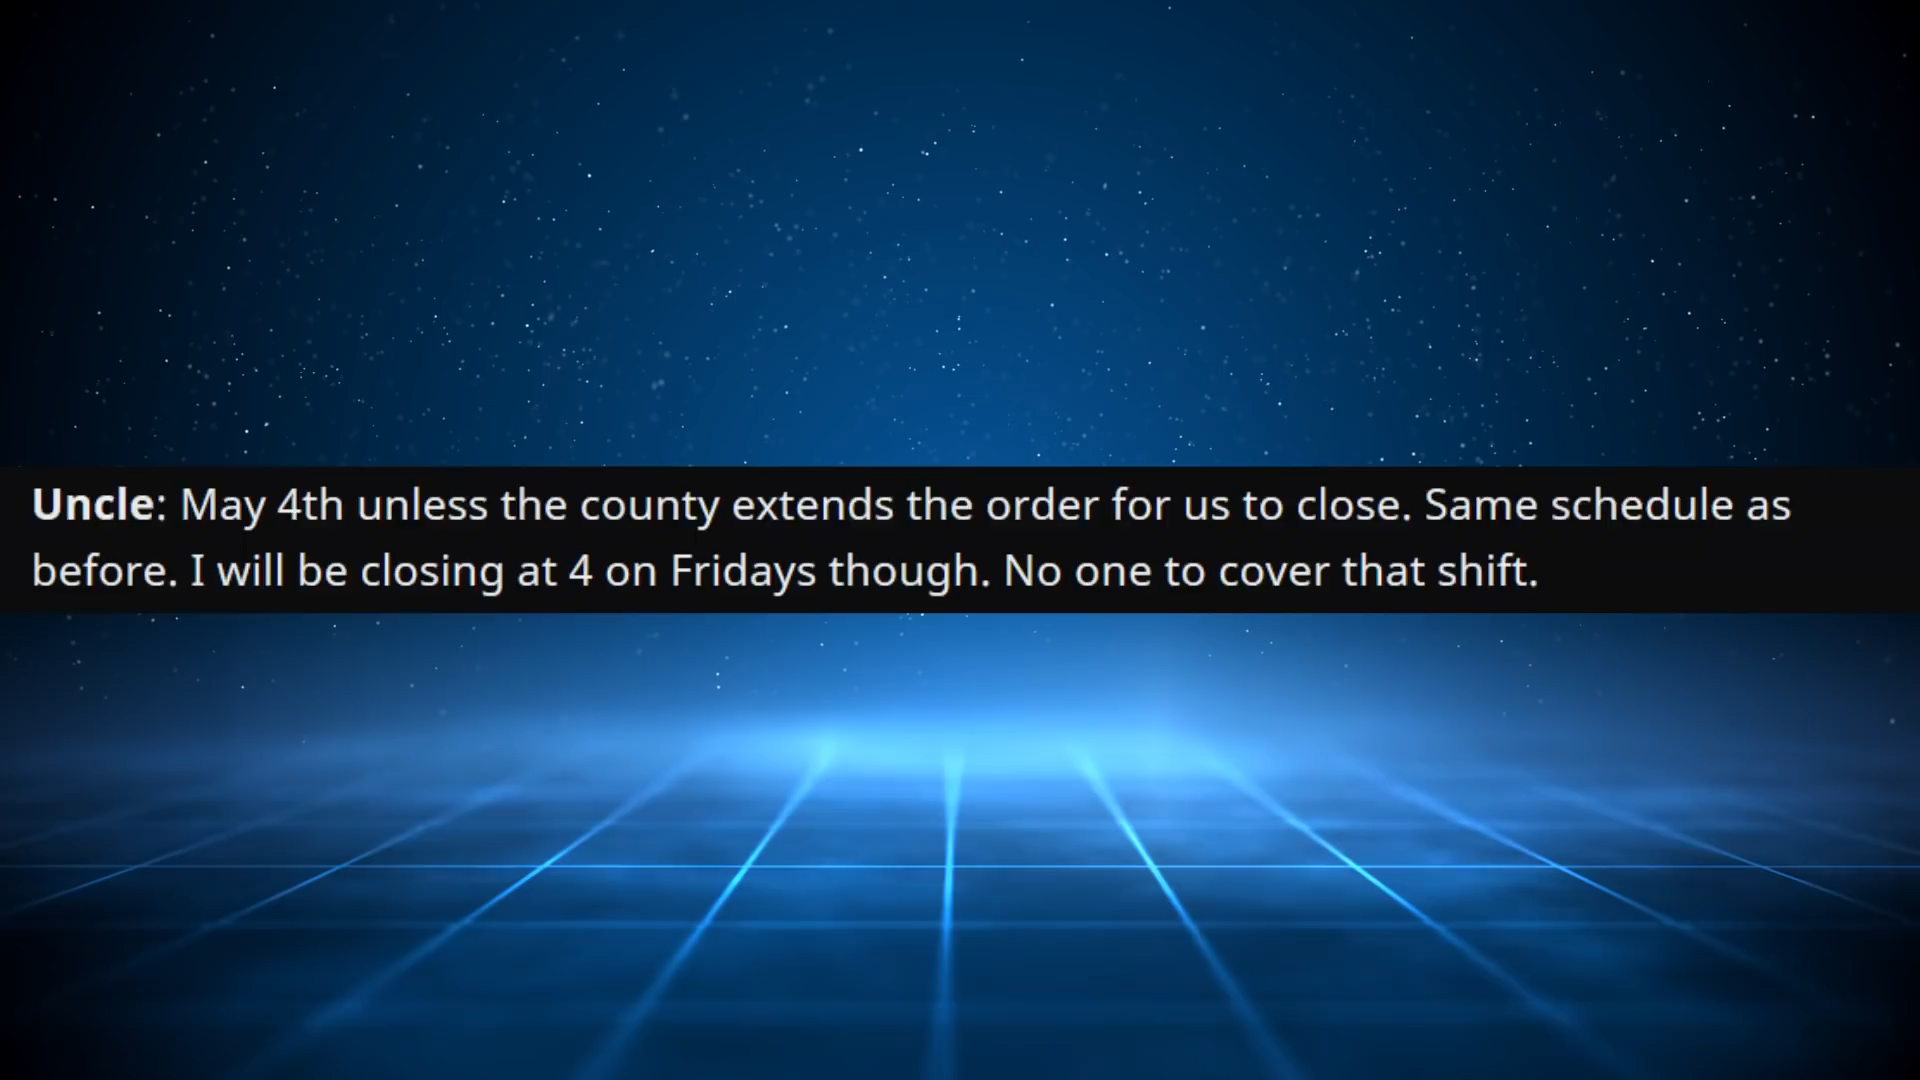 Uncle: May 4th unless the county extends the order for us to close. Same schedule as
before. I will be closing at 4 on Fridays though. No one to cover that shift.